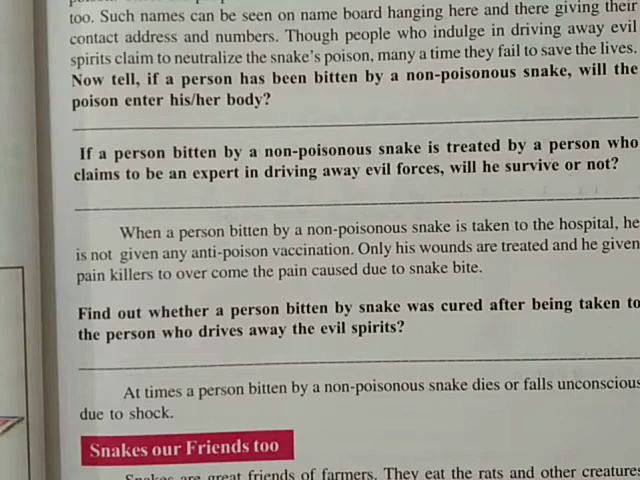 too. Such names can be seen on name board hanging here and there giving their
contact address and numbers. Though people who indulge in driving away evil
spirits claim to neutralize the snake's poison, many a time they fail to save the lives.
Now tell, if a person has been bitten by a non-poisonous snake, will the
poison enter his/her body?
If a person bitten by a non-poisonous snake is treated by a person who
claims to be an expert in driving away evil forces, will he survive or not?
When a person bitten by a non-poisonous snake is taken to the hospital, he
is not given any anti-poison vaccination. Only his wounds are treated and he given
pain killers to over come the pain caused due to snake bite.
Find out whether a person bitten by snake was cured after being taken to
the person who drives away the evil spirits?
At times a person bitten by a non-poisonous snake dies or falls unconscious
due to shock.
Snakes our Friends too
Snakes are great friends of farmers. They eat the rats and other creatures